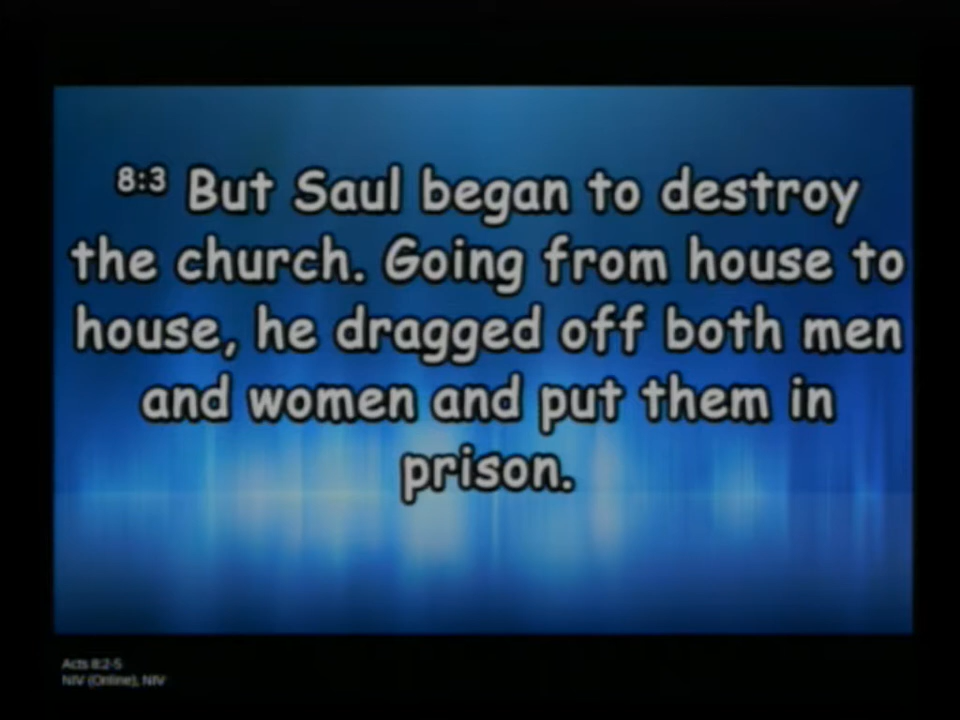 8:3 But Saul began to destroy
the church. Going from house to
house, he dragged off both men
and women and put them in
prison.
Acts 8:2-5
NIV (Online), NIV